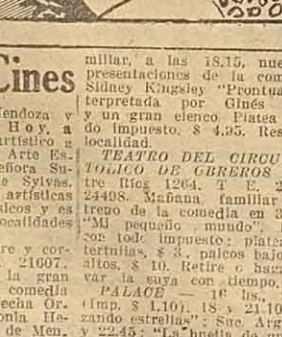 Cines
Mendoza y
Hoy, a
artístico e
Arte Es-
señora Su-
e Sylvas,
artísticas
sicos y es
localidades
re y cor-
21607.
la gran
comedia
echa Or-
onia He-
de Men.
miliar, a las 18.15, nue
presentaciones de la com
Sidney Kingsley "Prontua
terpretada por Ginés
y un gran elenco Platea
do impuesto. $ 4.95. Res
localidad.
TEATRO DEL CIRCU
TOLICO DE OBREROS
tre Ríos 1264. T. E. 2
24498. Mañana, familiar
treno de la comedia en 3
"Mi pequeño mundo".
con todo impuesto: plate
tertulias, $ 3., palcos bajo
altos, $ 10. Retire o haga
var la suya con tiempo.
PALACE — 16 hs.,
(Imp. $ 1.10). 18 y 21.10
zando estrellas"; Suc. Arg
y 22.45: "La huella de